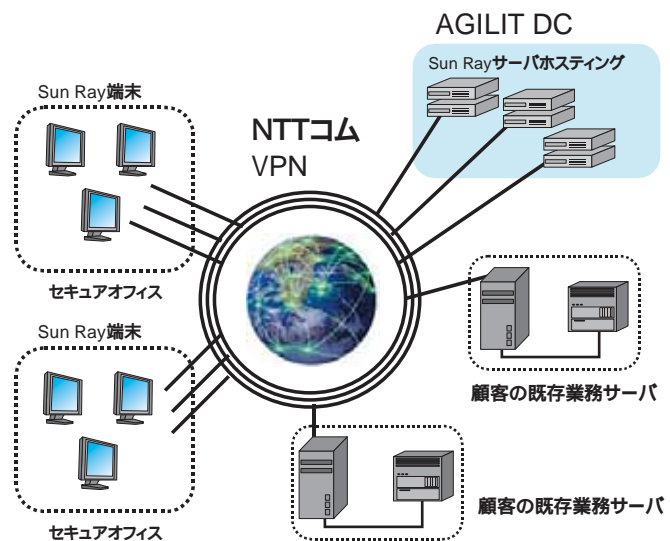 AGILIT DC
Sun Rayサーバホスティング
Sun Ray端末
NTTコム
VPN
セキュアオフィス
Sun Ray端末
顧客の既存業務サーバ
顧客の既存業務サーバ
セキュアオフィス